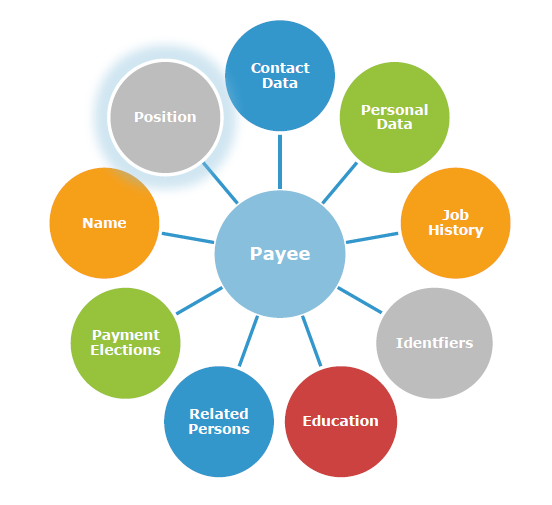 Contact
Data
Personal
Data
Position
Job
History
Name
Payee
Identfiers
Payment
Elections
Related
Persons
Education